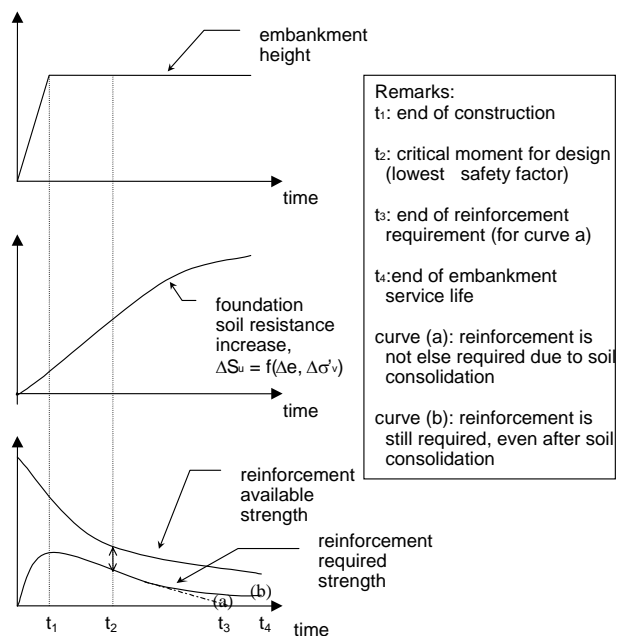 embankment
height
time
foundation
soil resistance
increase,
ΔSu = f(Δe, Δσ'v)
time
reinforcement
available
strength
reinforcement
required
strength
(a)
(b)
t1
t2
t3
t4
time
Remarks:
t1: end of construction
t2: critical moment for design
(lowest safety factor)
t3: end of reinforcement
requirement (for curve a)
t4:end of embankment
service life
curve (a): reinforcement is
not else required due to soil
consolidation
curve (b): reinforcement is
still required, even after soil
consolidation